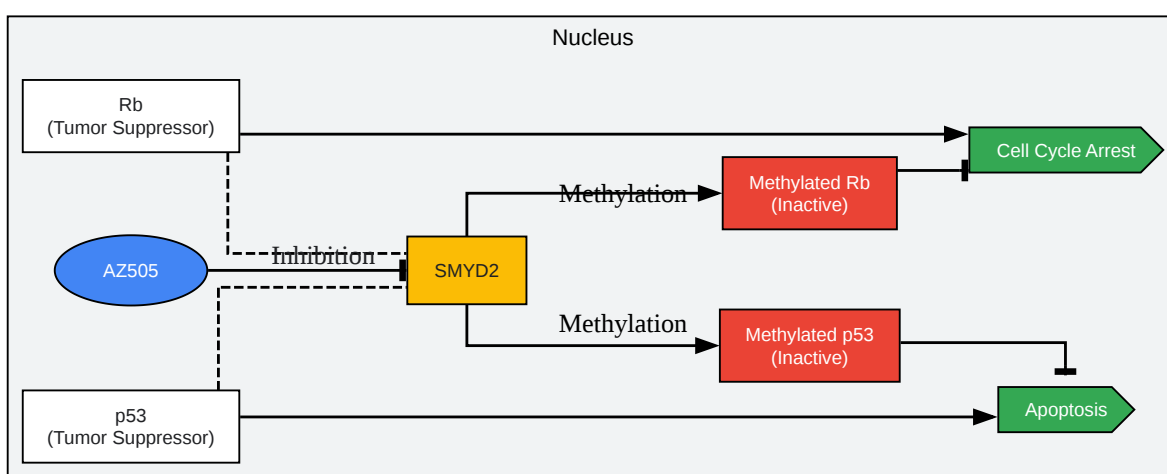 Nucleus
Rb
(Tumor Suppressor)
Cell Cycle Arrest
Methylation
Methylated Rb
(Inactive)
Inhibition
AZ505
SMYD2
Methylation
Methylated p53
(Inactive)
p53
(Tumor Suppressor)
Apoptosis